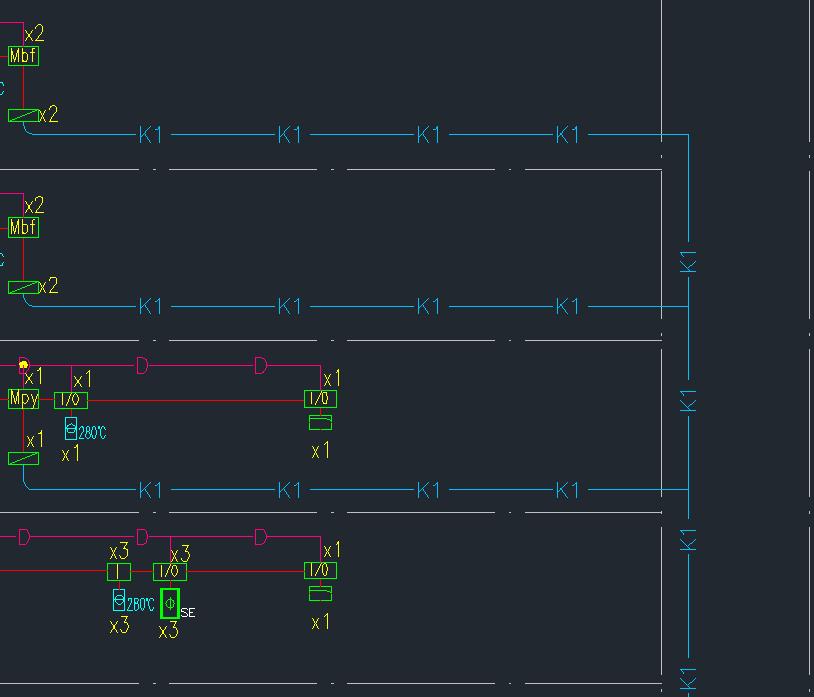 x2
Mbf
x2
K1 K1 K1 K1
x2
Mbf
K1
x2
K1 K1 K1 K1
D D D
x1 x1 x1
Mpy I/O I/O
K1
280℃
x1 x1 x1
K1 K1 K1 K1
D D D
K1
x3 x3 x1
I I/O I/O
280℃ SE
x3 x3 x1
K1